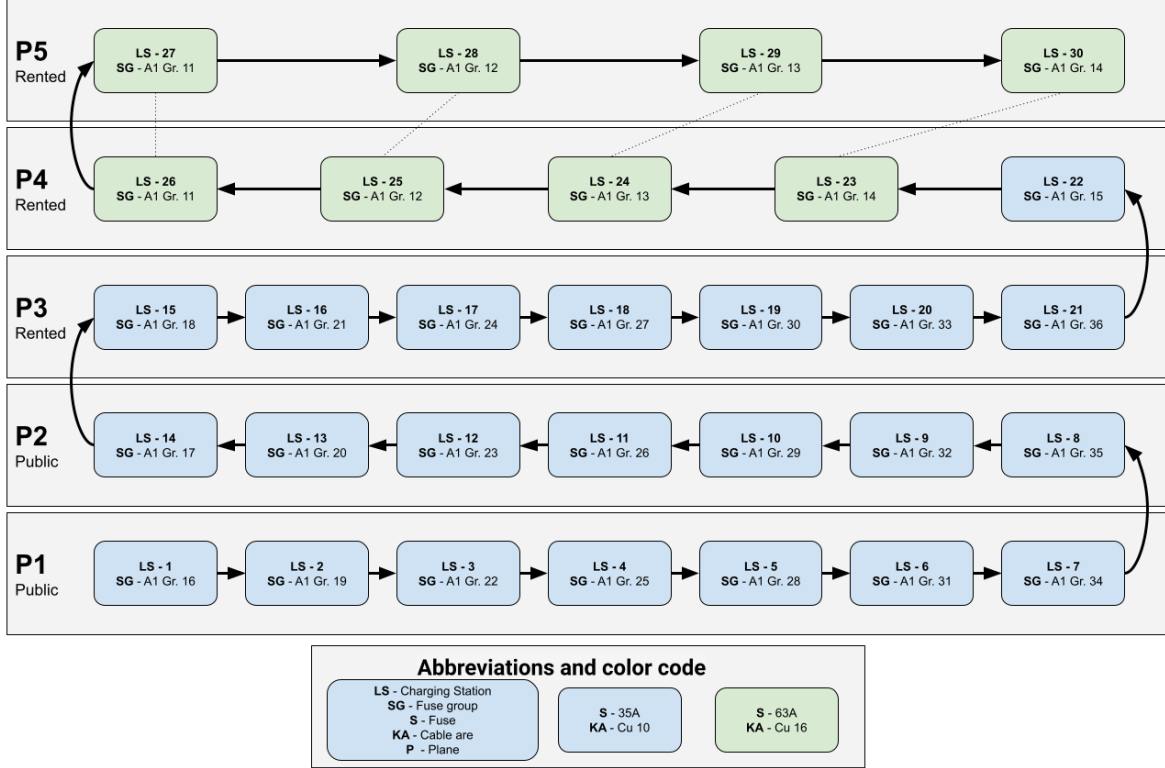 P5
Rented
LS - 27
SG - A1 Gr. 11
LS - 28
SG - A1 Gr. 12
LS - 29
SG - A1 Gr. 13
LS - 30
SG - A1 Gr. 14
P4
Rented
LS - 26
SG - A1 Gr. 11
LS - 25
SG - A1 Gr. 12
LS - 24
SG - A1 Gr. 13
LS - 23
SG - A1 Gr. 14
LS - 22
SG - A1 Gr. 15
P3
Rented
LS - 15
SG - A1 Gr. 18
LS - 16
SG - A1 Gr. 21
LS - 17
SG - A1 Gr. 24
LS - 18
SG - A1 Gr. 27
LS - 19
SG - A1 Gr. 30
LS - 20
SG - A1 Gr. 33
LS - 21
SG - A1 Gr. 36
P2
Public
LS - 14
SG - A1 Gr. 17
LS - 13
SG - A1 Gr. 20
LS - 12
SG - A1 Gr. 23
LS - 11
SG - A1 Gr. 26
LS - 10
SG - A1 Gr. 29
LS - 9
SG - A1 Gr. 32
LS - 8
SG - A1 Gr. 35
P1
Public
LS - 1
SG - A1 Gr. 16
LS - 2
SG - A1 Gr. 19
LS - 3
SG - A1 Gr. 22
LS - 4
SG - A1 Gr. 25
LS - 5
SG - A1 Gr. 28
LS - 6
SG - A1 Gr. 31
LS - 7
SG - A1 Gr. 34
Abbreviations and color code
LS - Charging Station
SG - Fuse group
S - Fuse
KA - Cable are
P - Plane
S - 35A
KA - Cu 10
S - 63A
KA - Cu 16